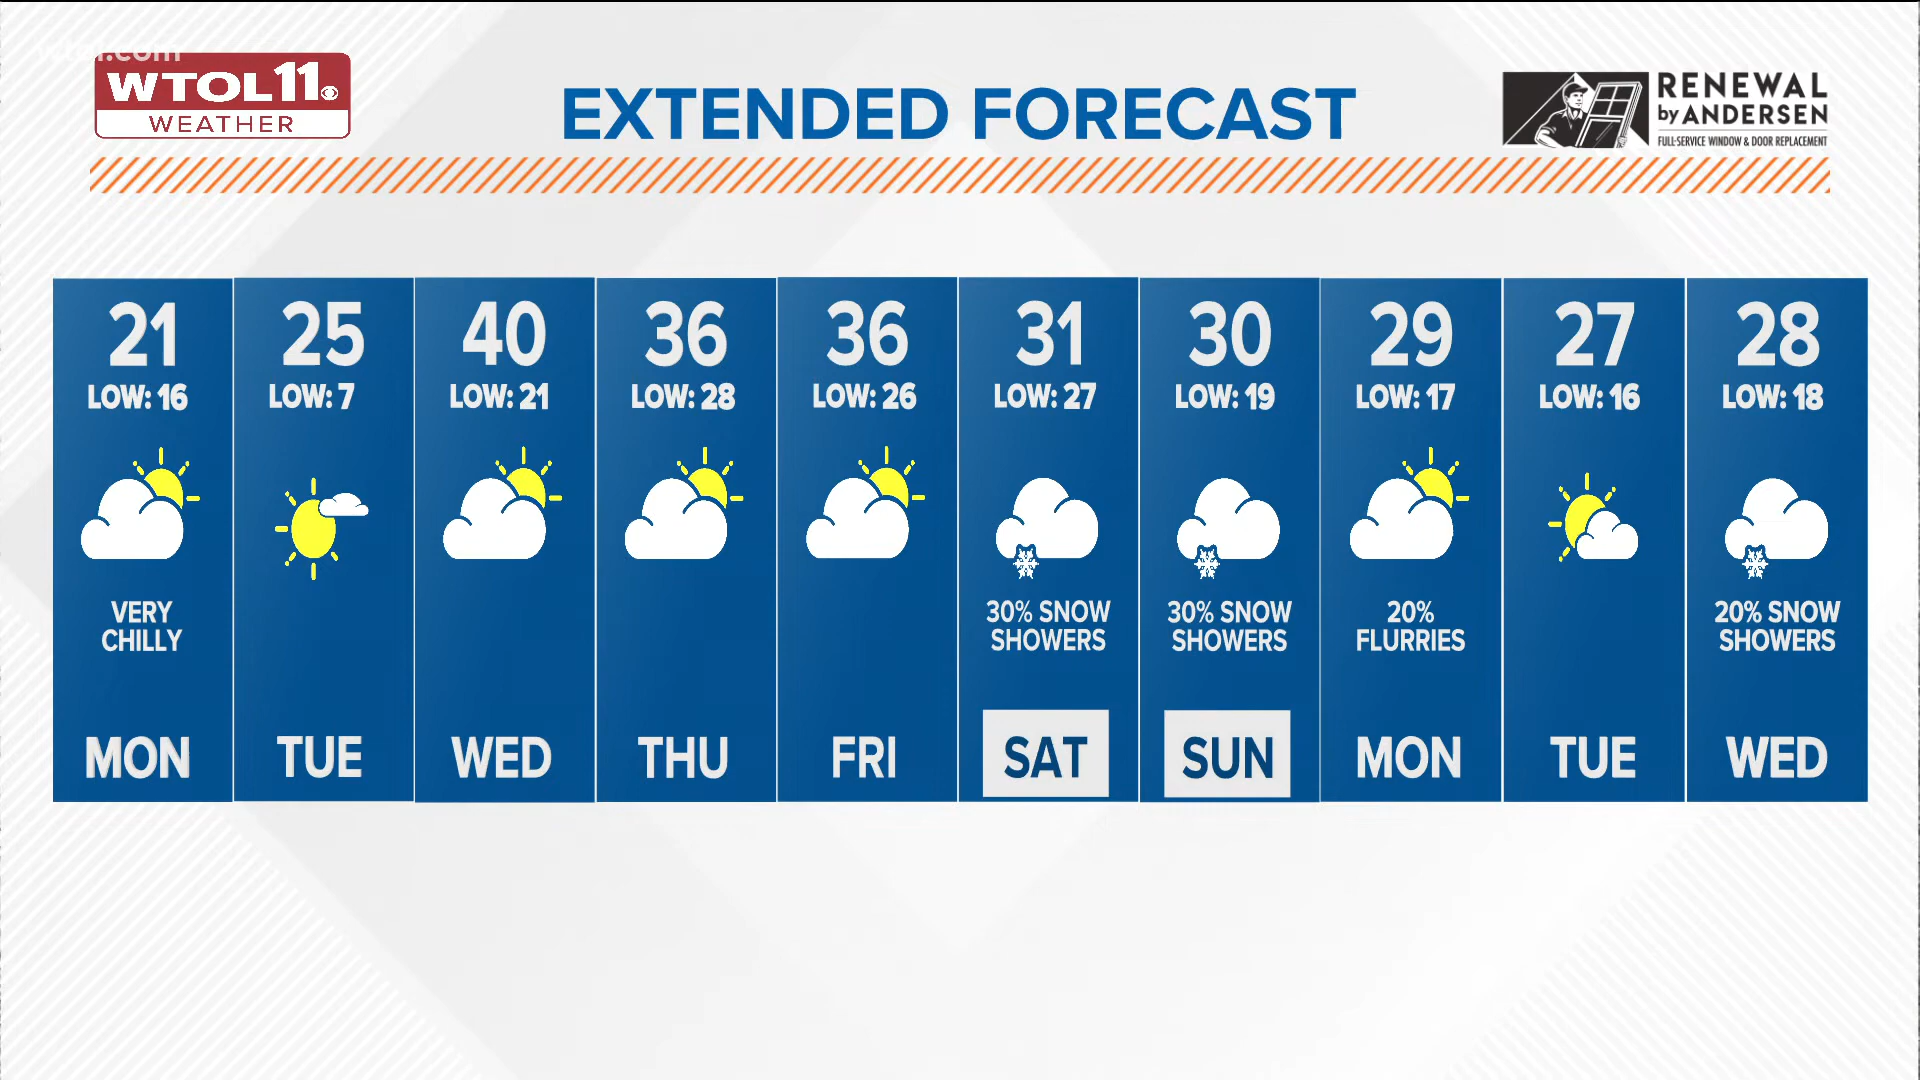 WTOL11
WEATHER
EXTENDED FORECAST
RENEWAL
by ANDERSEN
FULL-SERVICE WINDOW & DOOR REPLACEMENT
21
LOW: 16
VERY
CHILLY
MON
25
LOW: 7
TUE
40
LOW: 21
WED
36
LOW: 28
THU
36
LOW: 26
FRI
31
LOW: 27
30% SNOW
SHOWERS
SAT
30
LOW: 19
30% SNOW
SHOWERS
SUN
29
LOW: 17
20%
FLURRIES
MON
27
LOW: 16
TUE
28
LOW: 18
20% SNOW
SHOWERS
WED